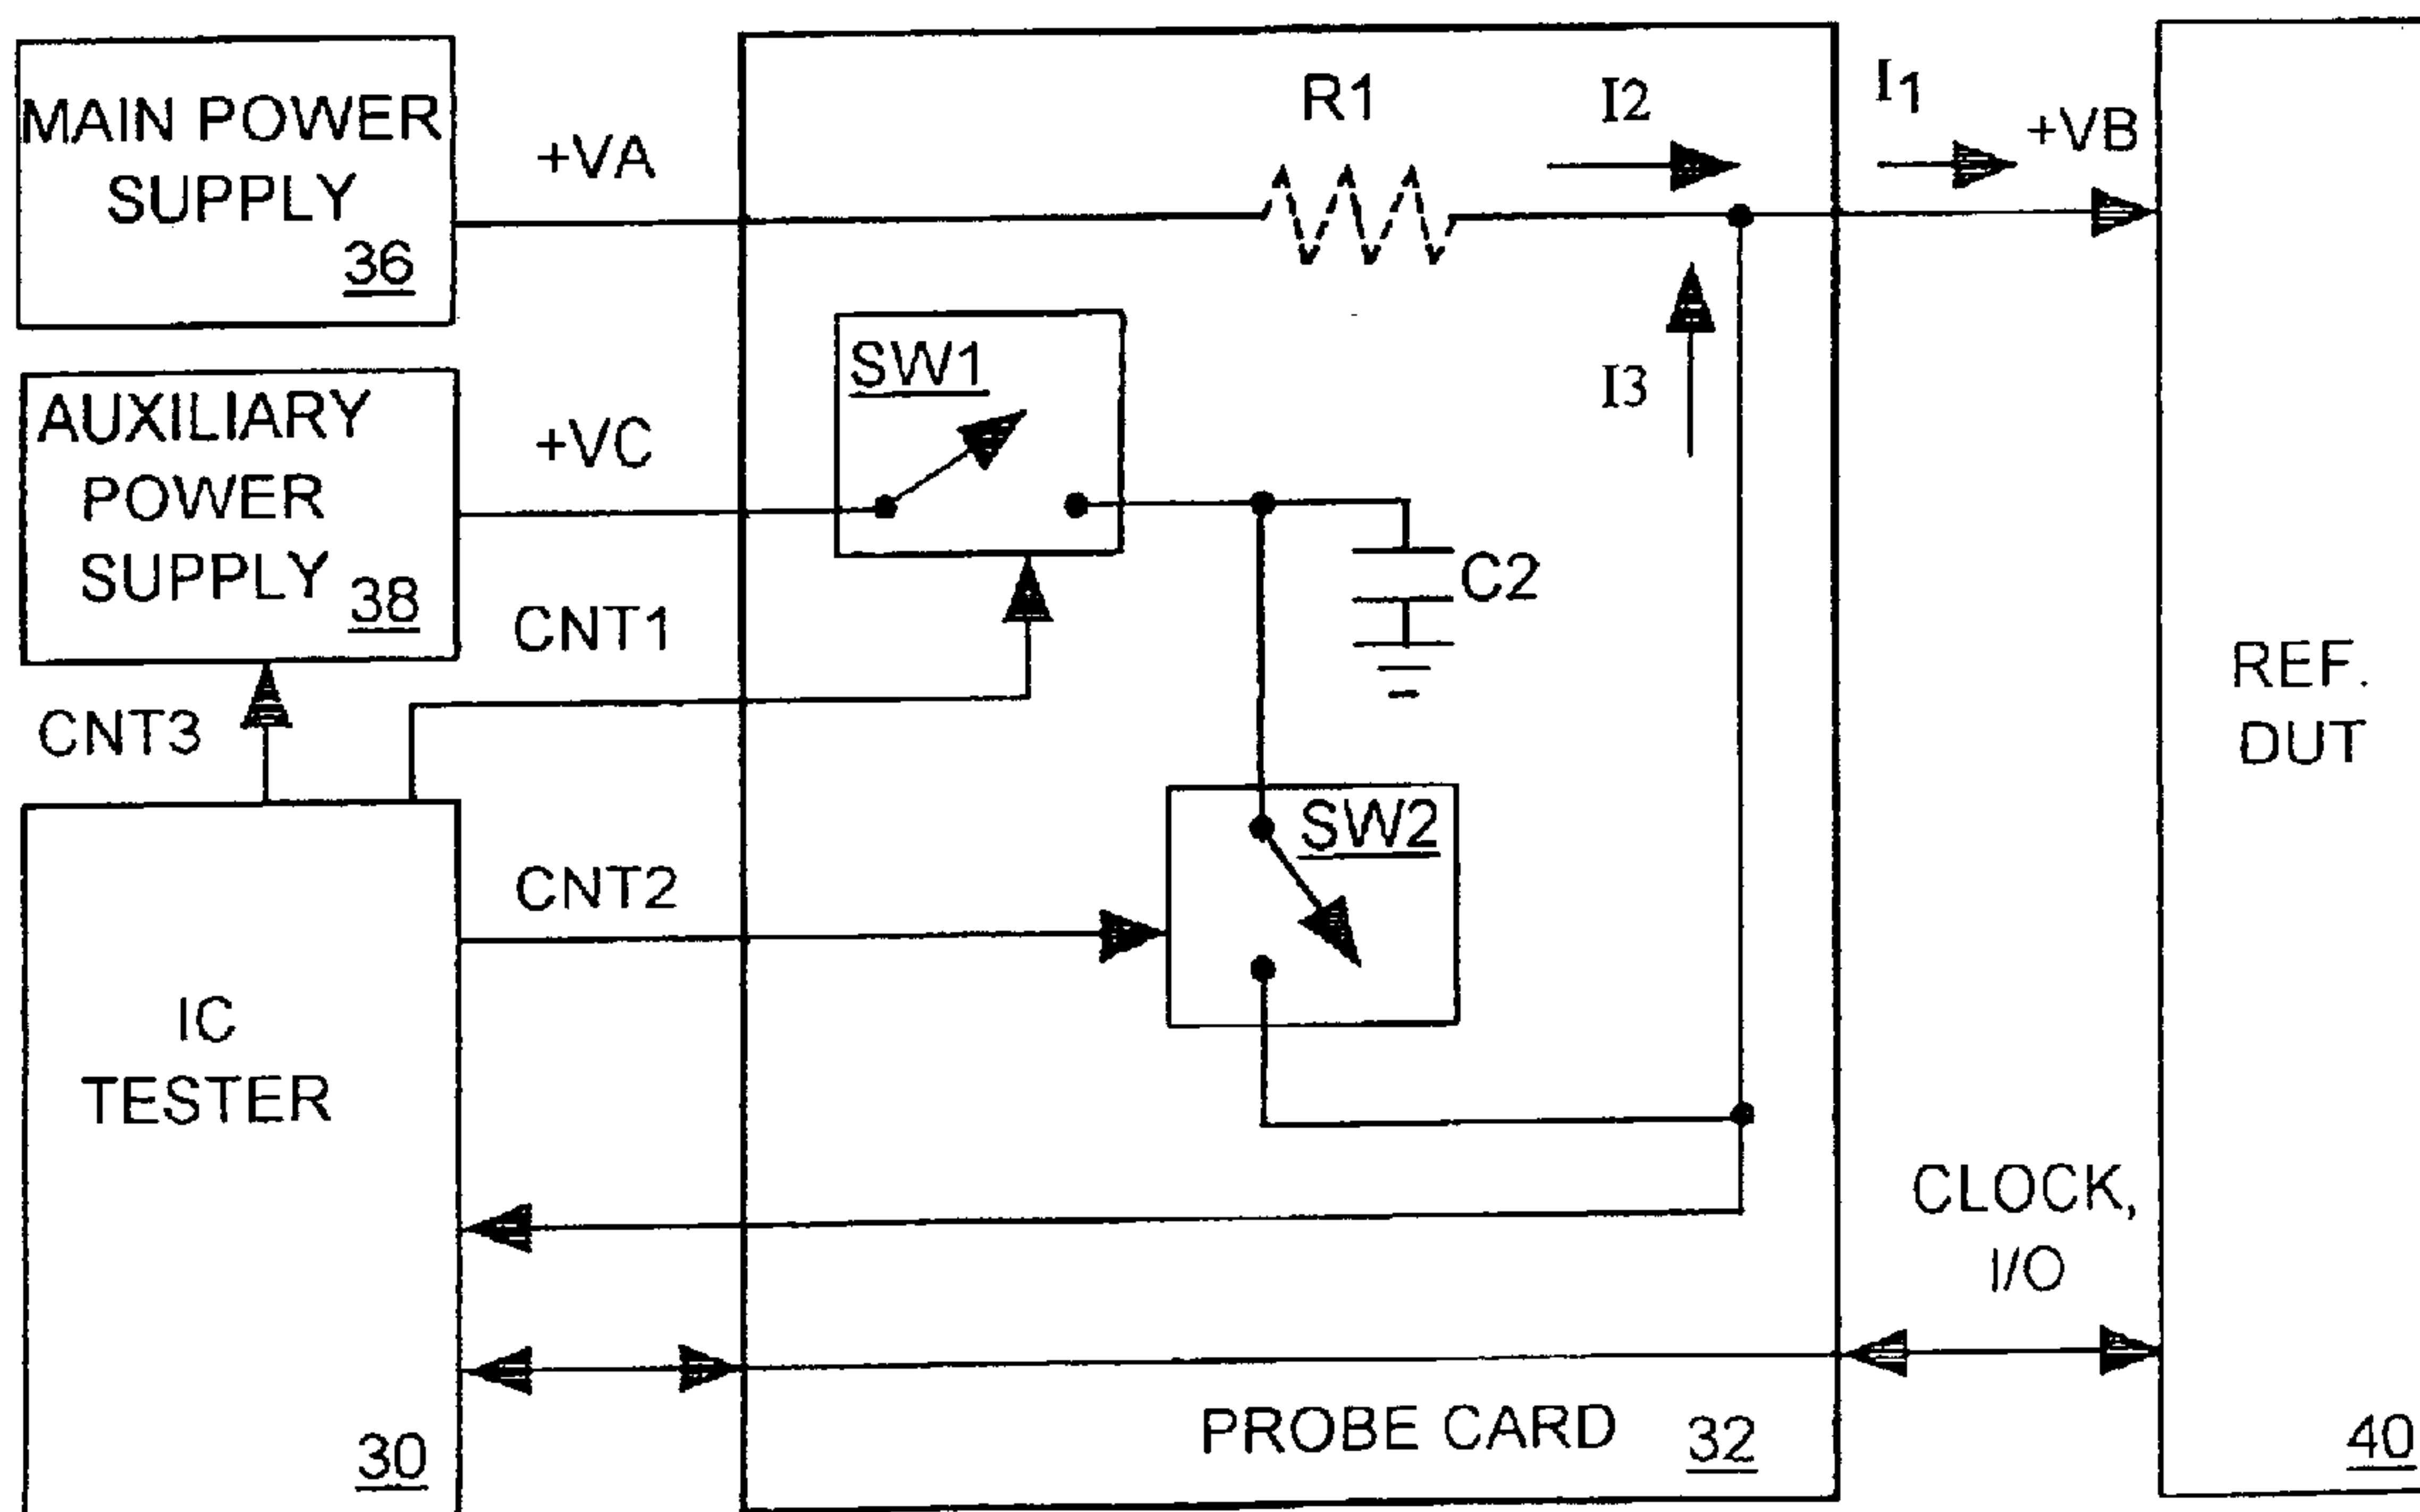 MAIN POWER
SUPPLY
36
+VA
R1
I2
I1
+VB
AUXILIARY
POWER
SUPPLY
38
+VC
SW1
I3
C2
CNT1
CNT3
REF.
DUT
CNT2
SW2
IC
TESTER
CLOCK,
I/O
30
PROBE CARD
32
40